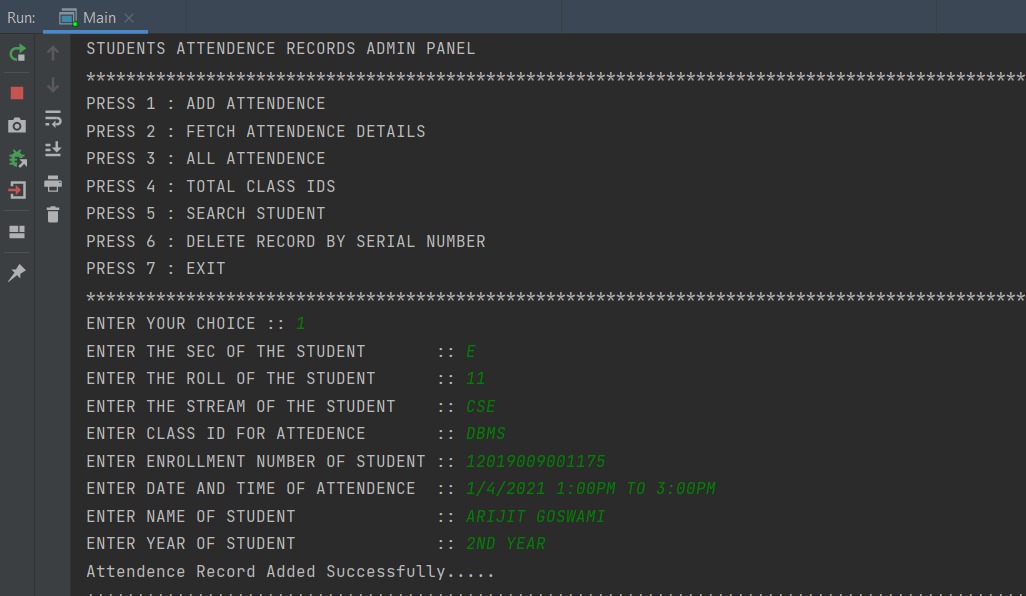 Run: Main
STUDENTS ATTENDENCE RECORDS ADMIN PANEL
**********************************************************************************************
PRESS 1 : ADD ATTENDENCE
PRESS 2 : FETCH ATTENDENCE DETAILS
PRESS 3 : ALL ATTENDENCE
PRESS 4 : TOTAL CLASS IDS
PRESS 5 : SEARCH STUDENT
PRESS 6 : DELETE RECORD BY SERIAL NUMBER
PRESS 7 : EXIT
**********************************************************************************************
ENTER YOUR CHOICE :: 1
ENTER THE SEC OF THE STUDENT       :: E
ENTER THE ROLL OF THE STUDENT      :: 11
ENTER THE STREAM OF THE STUDENT    :: CSE
ENTER CLASS ID FOR ATTEDENCE       :: DBMS
ENTER ENROLLMENT NUMBER OF STUDENT :: 12019009001175
ENTER DATE AND TIME OF ATTENDENCE  :: 1/4/2021 1:00PM TO 3:00PM
ENTER NAME OF STUDENT              :: ARIJIT GOSWAMI
ENTER YEAR OF STUDENT              :: 2ND YEAR
Attendence Record Added Successfully.....